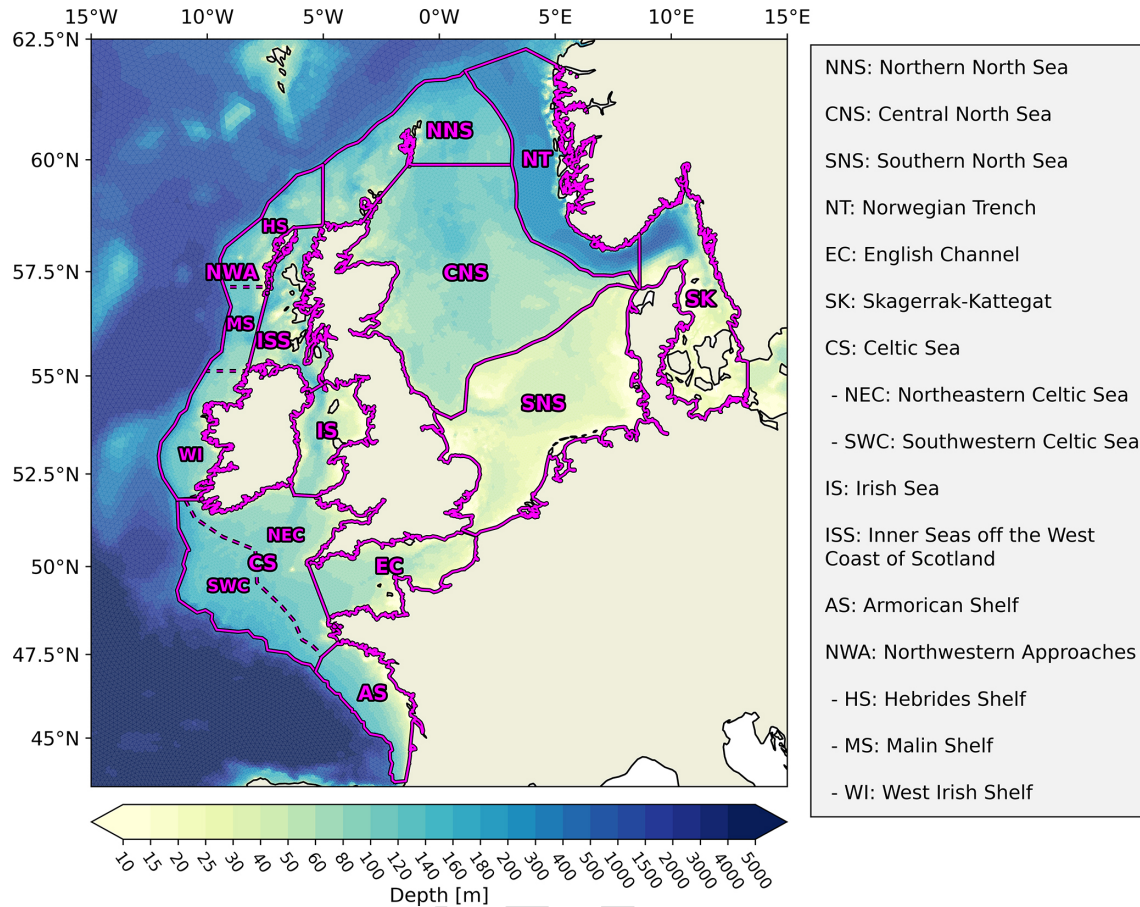 15°W 10°W 5°W 0°W 5°E 10°E 15°E
62.5°N
60°N
57.5°N
55°N
52.5°N
50°N
47.5°N
45°N
NNS
NT
HS
NWA
CNS
SK
MS
ISS
SNS
IS
WI
NEC
CS
EC
SWC
AS
10 15 20 25 30 40 50 60 80 100 120 140 160 180 200 300 400 500 1000 1500 2000 3000 4000 5000
Depth [m]
NNS: Northern North Sea
CNS: Central North Sea
SNS: Southern North Sea
NT: Norwegian Trench
EC: English Channel
SK: Skagerrak-Kattegat
CS: Celtic Sea
- NEC: Northeastern Celtic Sea
- SWC: Southwestern Celtic Sea
IS: Irish Sea
ISS: Inner Seas off the West
Coast of Scotland
AS: Armorican Shelf
NWA: Northwestern Approaches
- HS: Hebrides Shelf
- MS: Malin Shelf
- WI: West Irish Shelf